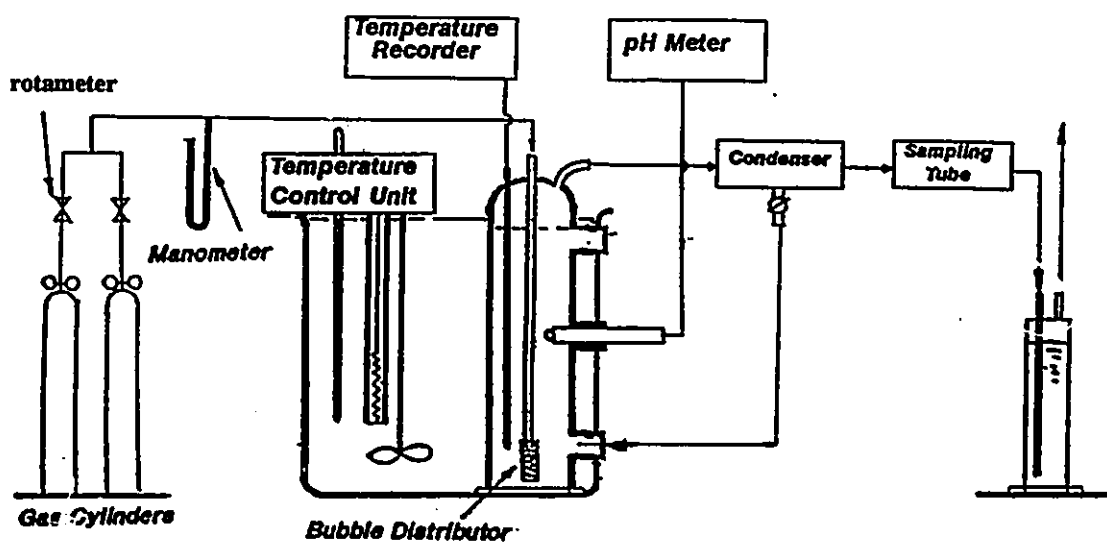 Temperature
Recorder
pH Meter
rotameter
Temperature
Control Unit
Condenser
Sampling
Tube
Manometer
Gas Cylinders
Bubble Distributor